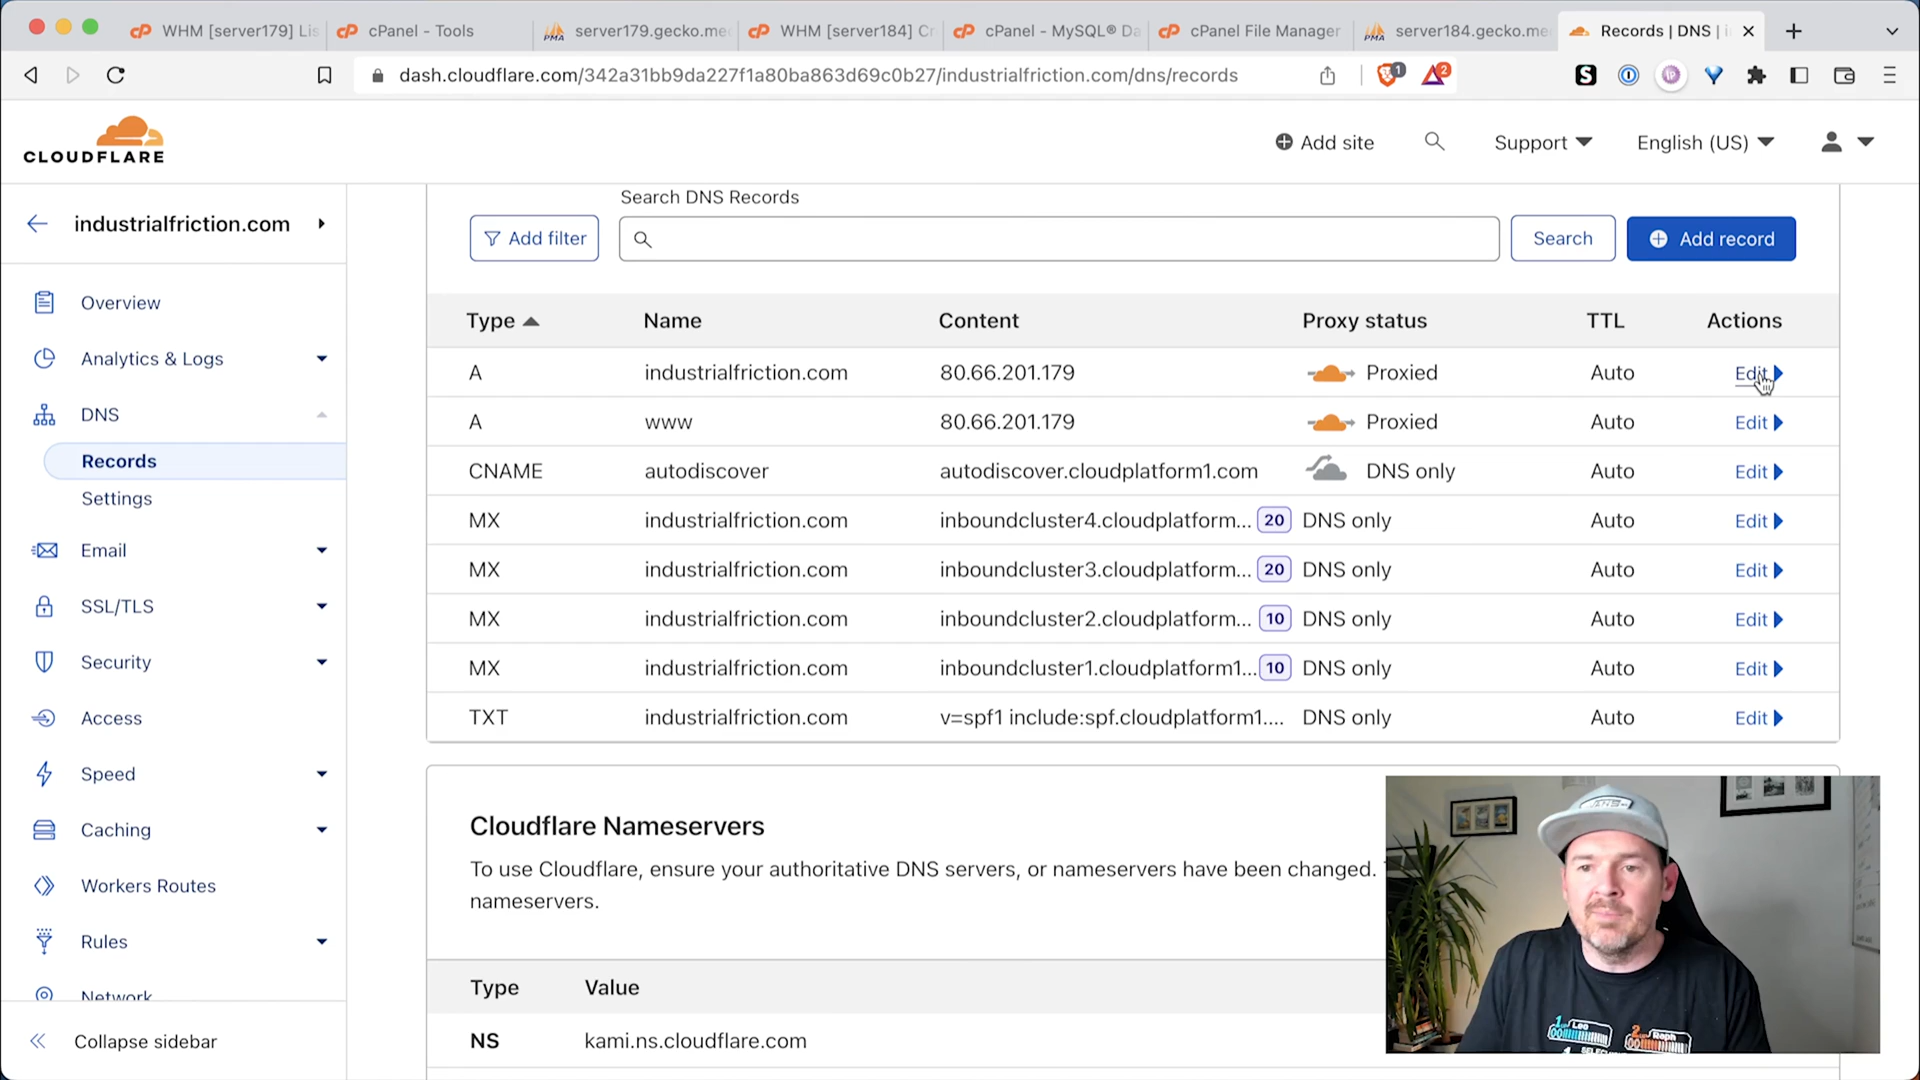 WHM [server179] Lis
cPanel - Tools
server179.gecko.me
WHM [server184] Cr
cPanel - MySQL® Da
cPanel File Manager
server184.gecko.me
Records | DNS | i
dash.cloudflare.com/342a31bb9da227f1a80ba863d69c0b27/industrialfriction.com/dns/records
1
2
CLOUDFLARE
Add site
Support
English (US)
industrialfriction.com
Overview
Analytics & Logs
DNS
Records
Settings
Email
SSL/TLS
Security
Access
Speed
Caching
Workers Routes
Rules
Network
Collapse sidebar
Search DNS Records
Add filter
Search
Add record
Type Name Content Proxy status TTL Actions
A industrialfriction.com 80.66.201.179 Proxied Auto Edit
A www 80.66.201.179 Proxied Auto Edit
CNAME autodiscover autodiscover.cloudplatform1.com DNS only Auto Edit
MX industrialfriction.com inboundcluster4.cloudplatform... 20 DNS only Auto Edit
MX industrialfriction.com inboundcluster3.cloudplatform... 20 DNS only Auto Edit
MX industrialfriction.com inboundcluster2.cloudplatform... 10 DNS only Auto Edit
MX industrialfriction.com inboundcluster1.cloudplatform1... 10 DNS only Auto Edit
TXT industrialfriction.com v=spf1 include:spf.cloudplatform1.... DNS only Auto Edit
Cloudflare Nameservers
To use Cloudflare, ensure your authoritative DNS servers, or nameservers have been changed.
nameservers.
Type Value
NS kami.ns.cloudflare.com